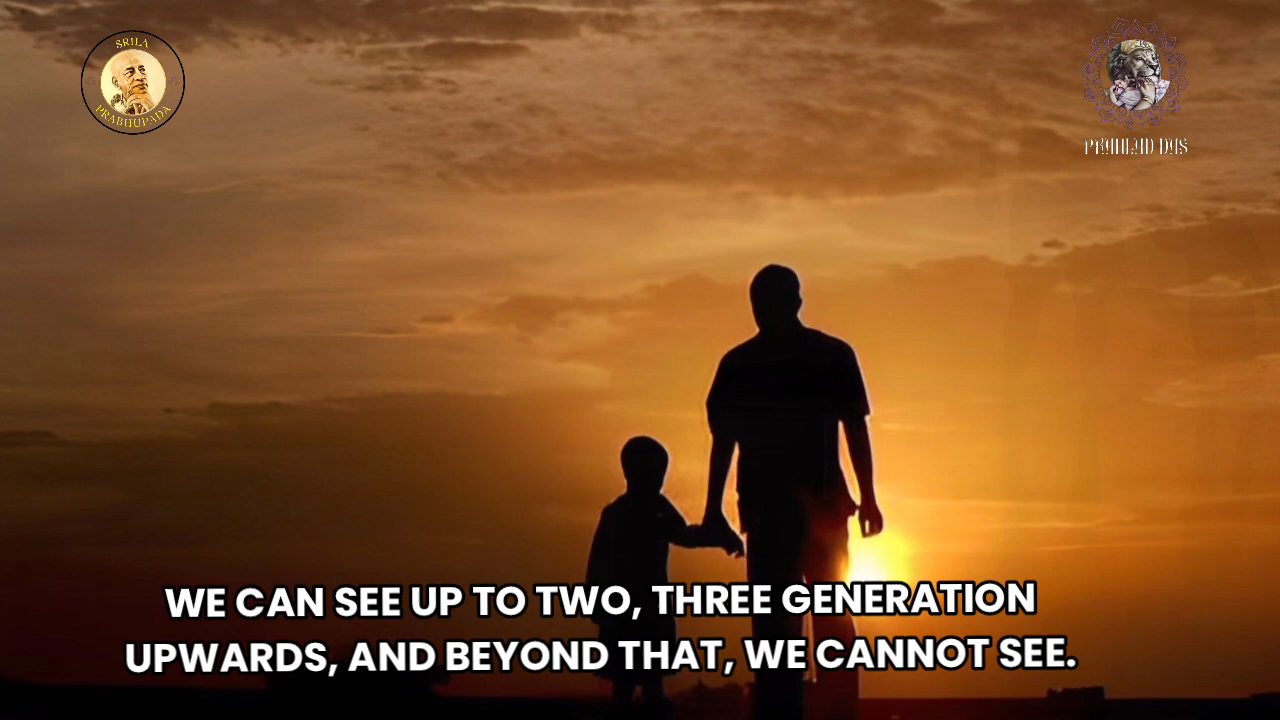 SRILA
PRABHUPADA
PRAHLAD DAS
WE CAN SEE UP TO TWO, THREE GENERATION
UPWARDS, AND BEYOND THAT, WE CANNOT SEE.